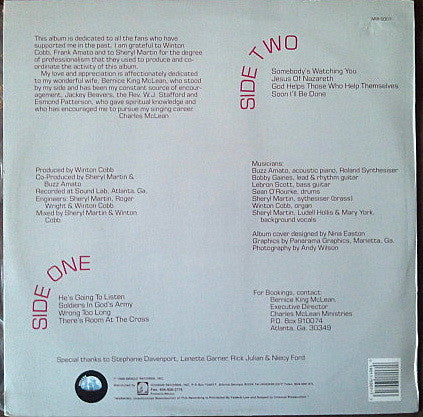 This album is dedicated to all the fans who have
supported me in the past. I am grateful to Winton
Cobb, Frank Amato and to Sheryl Martin for the degree
of professionalism that they used to produce and co-
ordinate the activity of this album.
My love and appreciation is affectionately dedicated
to my wonderful wife, Bernice King McLean, who stood
by my side and has been my constant source of encour-
agement, Jackey Beavers, the Rev. W.J. Stafford and
Esmond Patterson, who gave spiritual knowledge and
who has encouraged me to pursue my singing career.
Charles McLean
SIDE TWO
Somebody's Watching You
Jesus Of Nazareth
God Helps Those Who Help Themselves
Soon I'll Be Done
Produced by Winton Cobb
Co-Produced by Sheryl Martin &
Buzz Amato
Recorded at Sound Lab, Atlanta, Ga.
Engineers: Sheryl Martin, Roger
Wright & Winton Cobb
Mixed by Sheryl Martin & Winton
Cobb
Musicians:
Buzz Amato, acoustic piano, Roland Synthesiser
Bobby Gaines, lead & rhythm guitar
Lebron Scott, bass guitar
Sean O'Rourke, drums
Sheryl Martin, sythesiser (brass)
Winton Cobb, organ
Sheryl Martin, Ludell Hollis & Mary York,
background vocals
Album cover designed by Nina Easton
Graphics by Panarama Graphics, Marietta, Ga.
Photography by Andy Wilson
SIDE ONE
He's Going To Listen
Soldiers In God's Army
Wrong Too Long
There's Room At The Cross
For Bookings, contact:
Bernice King McLean,
Executive Director
Charles McLean Ministries
P.O. Box 910074
Atlanta, Ga. 30349
Special thanks to Stephanie Davenport, Lanette Garner, Rick Julian & Niecy Ford